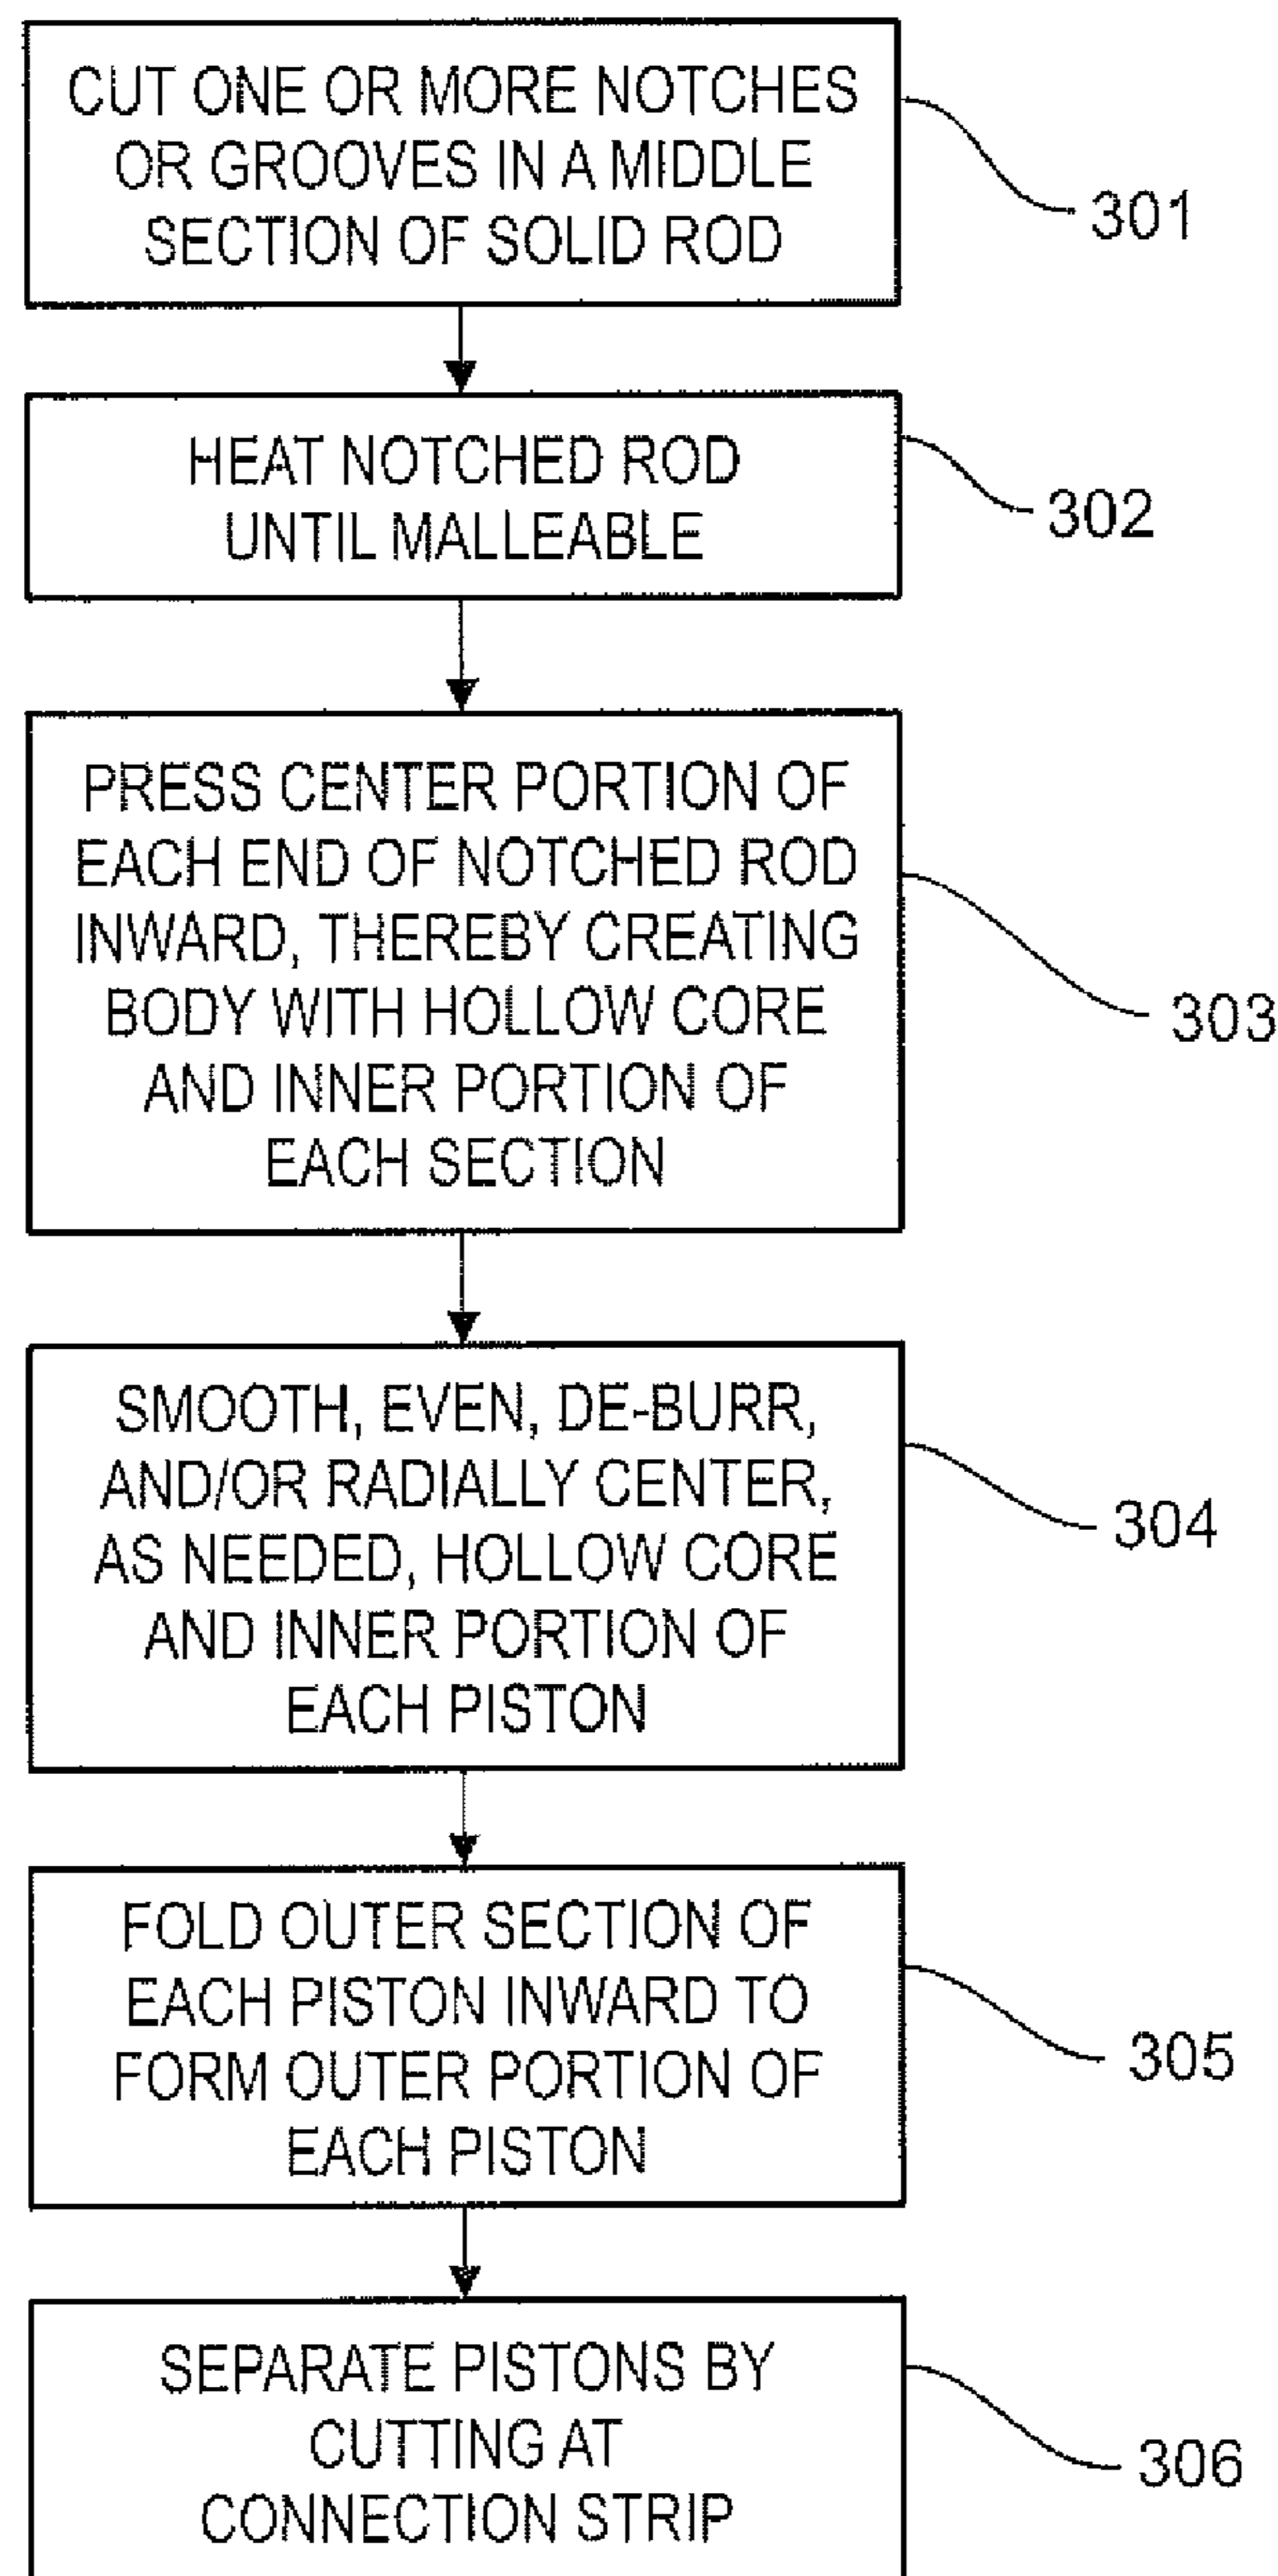 CUT ONE OR MORE NOTCHES
OR GROOVES IN A MIDDLE
SECTION OF SOLID ROD
301
HEAT NOTCHED ROD
UNTIL MALLEABLE
302
PRESS CENTER PORTION OF
EACH END OF NOTCHED ROD
INWARD, THEREBY CREATING
BODY WITH HOLLOW CORE
AND INNER PORTION OF
EACH SECTION
303
SMOOTH, EVEN, DE-BURR,
AND/OR RADIALLY CENTER,
AS NEEDED, HOLLOW CORE
AND INNER PORTION OF
EACH PISTON
304
FOLD OUTER SECTION OF
EACH PISTON INWARD TO
FORM OUTER PORTION OF
EACH PISTON
305
SEPARATE PISTONS BY
CUTTING AT
CONNECTION STRIP
306